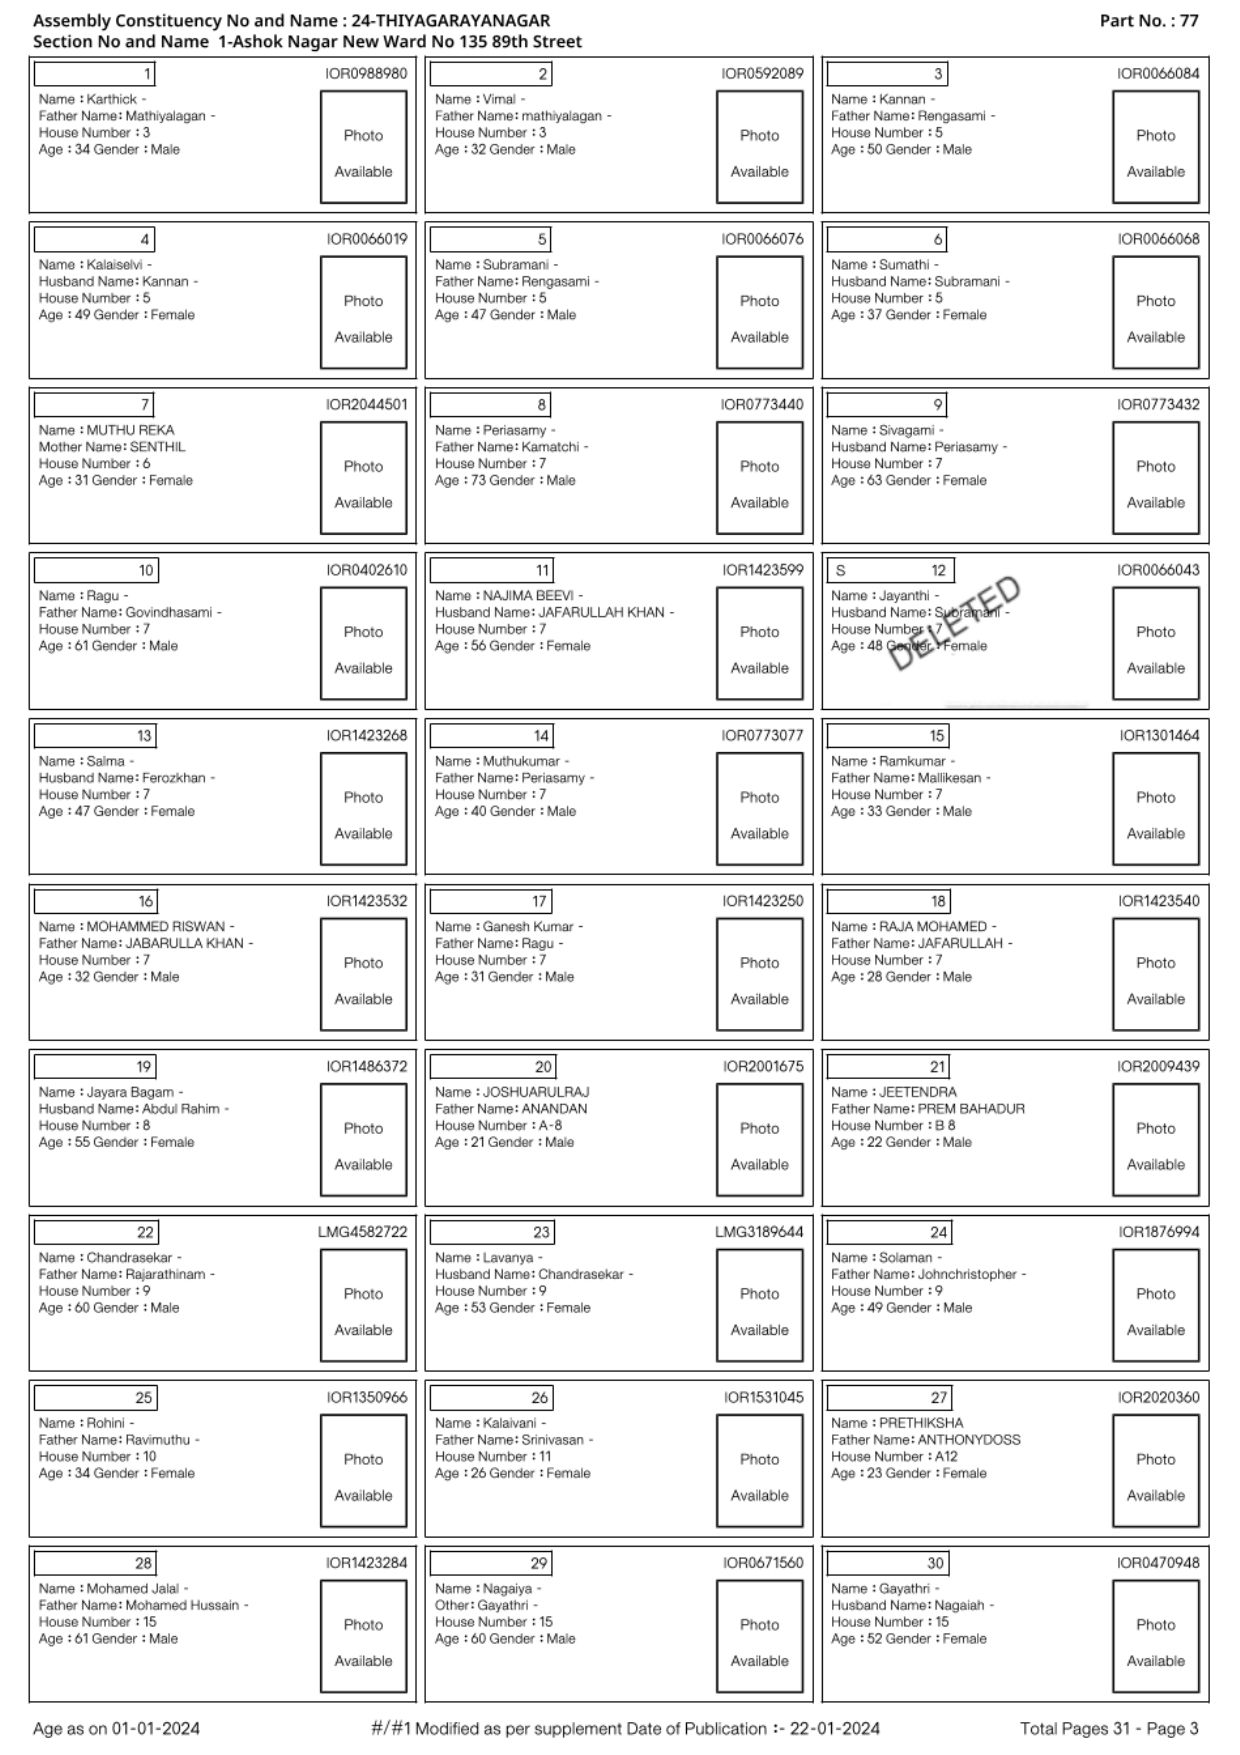 Assembly Constituency No and Name : 24-THIYAGARAYANAGAR
Part No. : 77
Section No and Name 1-Ashok Nagar New Ward No 135 89th Street
1
IOR0988980
Name : Karthick -
Father Name: Mathiyalagan -
House Number : 3
Age : 34 Gender : Male
Photo
Available
2
IOR0592089
Name : Vimal -
Father Name: mathiyalagan -
House Number : 3
Age : 32 Gender : Male
Photo
Available
3
IOR0066084
Name : Kannan -
Father Name: Rengasami -
House Number : 5
Age : 50 Gender : Male
Photo
Available
4
IOR0066019
Name : Kalaiselvi -
Husband Name: Kannan -
House Number : 5
Age : 49 Gender : Female
Photo
Available
5
IOR0066076
Name : Subramani -
Father Name: Rengasami -
House Number : 5
Age : 47 Gender : Male
Photo
Available
6
IOR0066068
Name : Sumathi -
Husband Name: Subramani -
House Number : 5
Age : 37 Gender : Female
Photo
Available
7
IOR2044501
Name : MUTHU REKA
Mother Name: SENTHIL
House Number : 6
Age : 31 Gender : Female
Photo
Available
8
IOR0773440
Name : Periasamy -
Father Name: Kamatchi -
House Number : 7
Age : 73 Gender : Male
Photo
Available
9
IOR0773432
Name : Sivagami -
Husband Name: Periasamy -
House Number : 7
Age : 63 Gender : Female
Photo
Available
10
IOR0402610
Name : Ragu -
Father Name: Govindhasami -
House Number : 7
Age : 61 Gender : Male
Photo
Available
11
IOR1423599
Name : NAJIMA BEEVI -
Husband Name: JAFARULLAH KHAN -
House Number : 7
Age : 56 Gender : Female
Photo
Available
S 12
IOR0066043
Name : Jayanthi -
Husband Name: Subramani -
House Number : 7
Age : 48 Gender : Female
DELETED
Photo
Available
13
IOR1423268
Name : Salma -
Husband Name: Ferozkhan -
House Number : 7
Age : 47 Gender : Female
Photo
Available
14
IOR0773077
Name : Muthukumar -
Father Name: Periasamy -
House Number : 7
Age : 40 Gender : Male
Photo
Available
15
IOR1301464
Name : Ramkumar -
Father Name: Mallikesan -
House Number : 7
Age : 33 Gender : Male
Photo
Available
16
IOR1423532
Name : MOHAMMED RISWAN -
Father Name: JABARULLA KHAN -
House Number : 7
Age : 32 Gender : Male
Photo
Available
17
IOR1423250
Name : Ganesh Kumar -
Father Name: Ragu -
House Number : 7
Age : 31 Gender : Male
Photo
Available
18
IOR1423540
Name : RAJA MOHAMED -
Father Name: JAFARULLAH -
House Number : 7
Age : 28 Gender : Male
Photo
Available
19
IOR1486372
Name : Jayara Bagam -
Husband Name: Abdul Rahim -
House Number : 8
Age : 55 Gender : Female
Photo
Available
20
IOR2001675
Name : JOSHUARULRAJ
Father Name: ANANDAN
House Number : A-8
Age : 21 Gender : Male
Photo
Available
21
IOR2009439
Name : JEETENDRA
Father Name: PREM BAHADUR
House Number : B 8
Age : 22 Gender : Male
Photo
Available
22
LMG4582722
Name : Chandrasekar -
Father Name: Rajarathinam -
House Number : 9
Age : 60 Gender : Male
Photo
Available
23
LMG3189644
Name : Lavanya -
Husband Name: Chandrasekar -
House Number : 9
Age : 53 Gender : Female
Photo
Available
24
IOR1876994
Name : Solaman -
Father Name: Johnchristopher -
House Number : 9
Age : 49 Gender : Male
Photo
Available
25
IOR1350966
Name : Rohini -
Father Name: Ravimuthu -
House Number : 10
Age : 34 Gender : Female
Photo
Available
26
IOR1531045
Name : Kalaivani -
Father Name: Srinivasan -
House Number : 11
Age : 26 Gender : Female
Photo
Available
27
IOR2020360
Name : PRETHIKSHA
Father Name: ANTHONYDOSS
House Number : A12
Age : 23 Gender : Female
Photo
Available
28
IOR1423284
Name : Mohamed Jalal -
Father Name: Mohamed Hussain -
House Number : 15
Age : 61 Gender : Male
Photo
Available
29
IOR0671560
Name : Nagaiya -
Other: Gayathri -
House Number : 15
Age : 60 Gender : Male
Photo
Available
30
IOR0470948
Name : Gayathri -
Husband Name: Nagaiah -
House Number : 15
Age : 52 Gender : Female
Photo
Available
Age as on 01-01-2024
#/#1 Modified as per supplement Date of Publication :- 22-01-2024
Total Pages 31 - Page 3